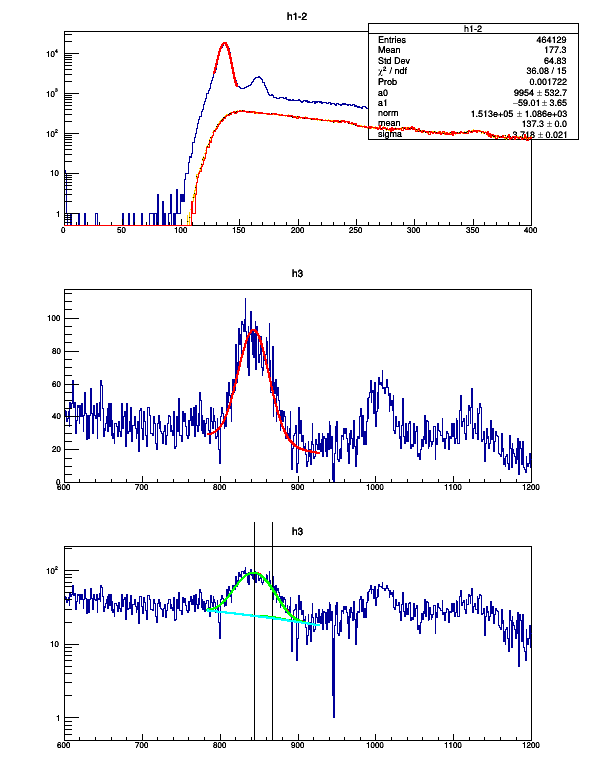 h1-2
h1-2
Entries 464129
Mean 177.3
Std Dev 64.83
χ² / ndf 36.08 / 15
Prob 0.001722
a0 9954 ± 532.7
a1 −59.01 ± 3.65
norm 1.513e+05 ± 1.086e+03
mean 137.3 ± 0.0
sigma 3.718 ± 0.021
10⁴
10³
10²
10
1
0 50 100 150 200 250 300 350 400
h3
100
80
60
40
20
0
600 700 800 900 1000 1100 1200
h3
10²
10
1
600 700 800 900 1000 1100 1200